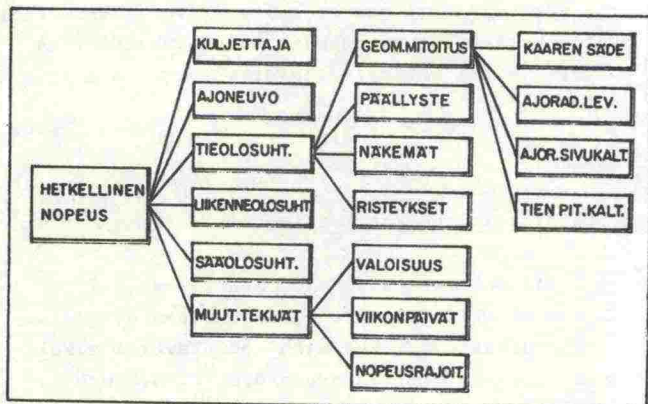 KULJETTAJA
AJONEUVO
TIEOLOSUHT.
HETKELLINEN
NOPEUS
LIIKENNEOLOSUHT
SÄÄOLOSUHT.
MUUT.TEKIJÄT
GEOM.MITOITUS
PÄÄLLYSTE
NÄKEMÄT
RISTEYKSET
VALOISUUS
VIIKONPÄIVÄT
NOPEUSRAJOIT.
KAAREN SÄDE
AJORAD.LEV.
AJOR.SIVUKALT.
TIEN PIT.KALT.